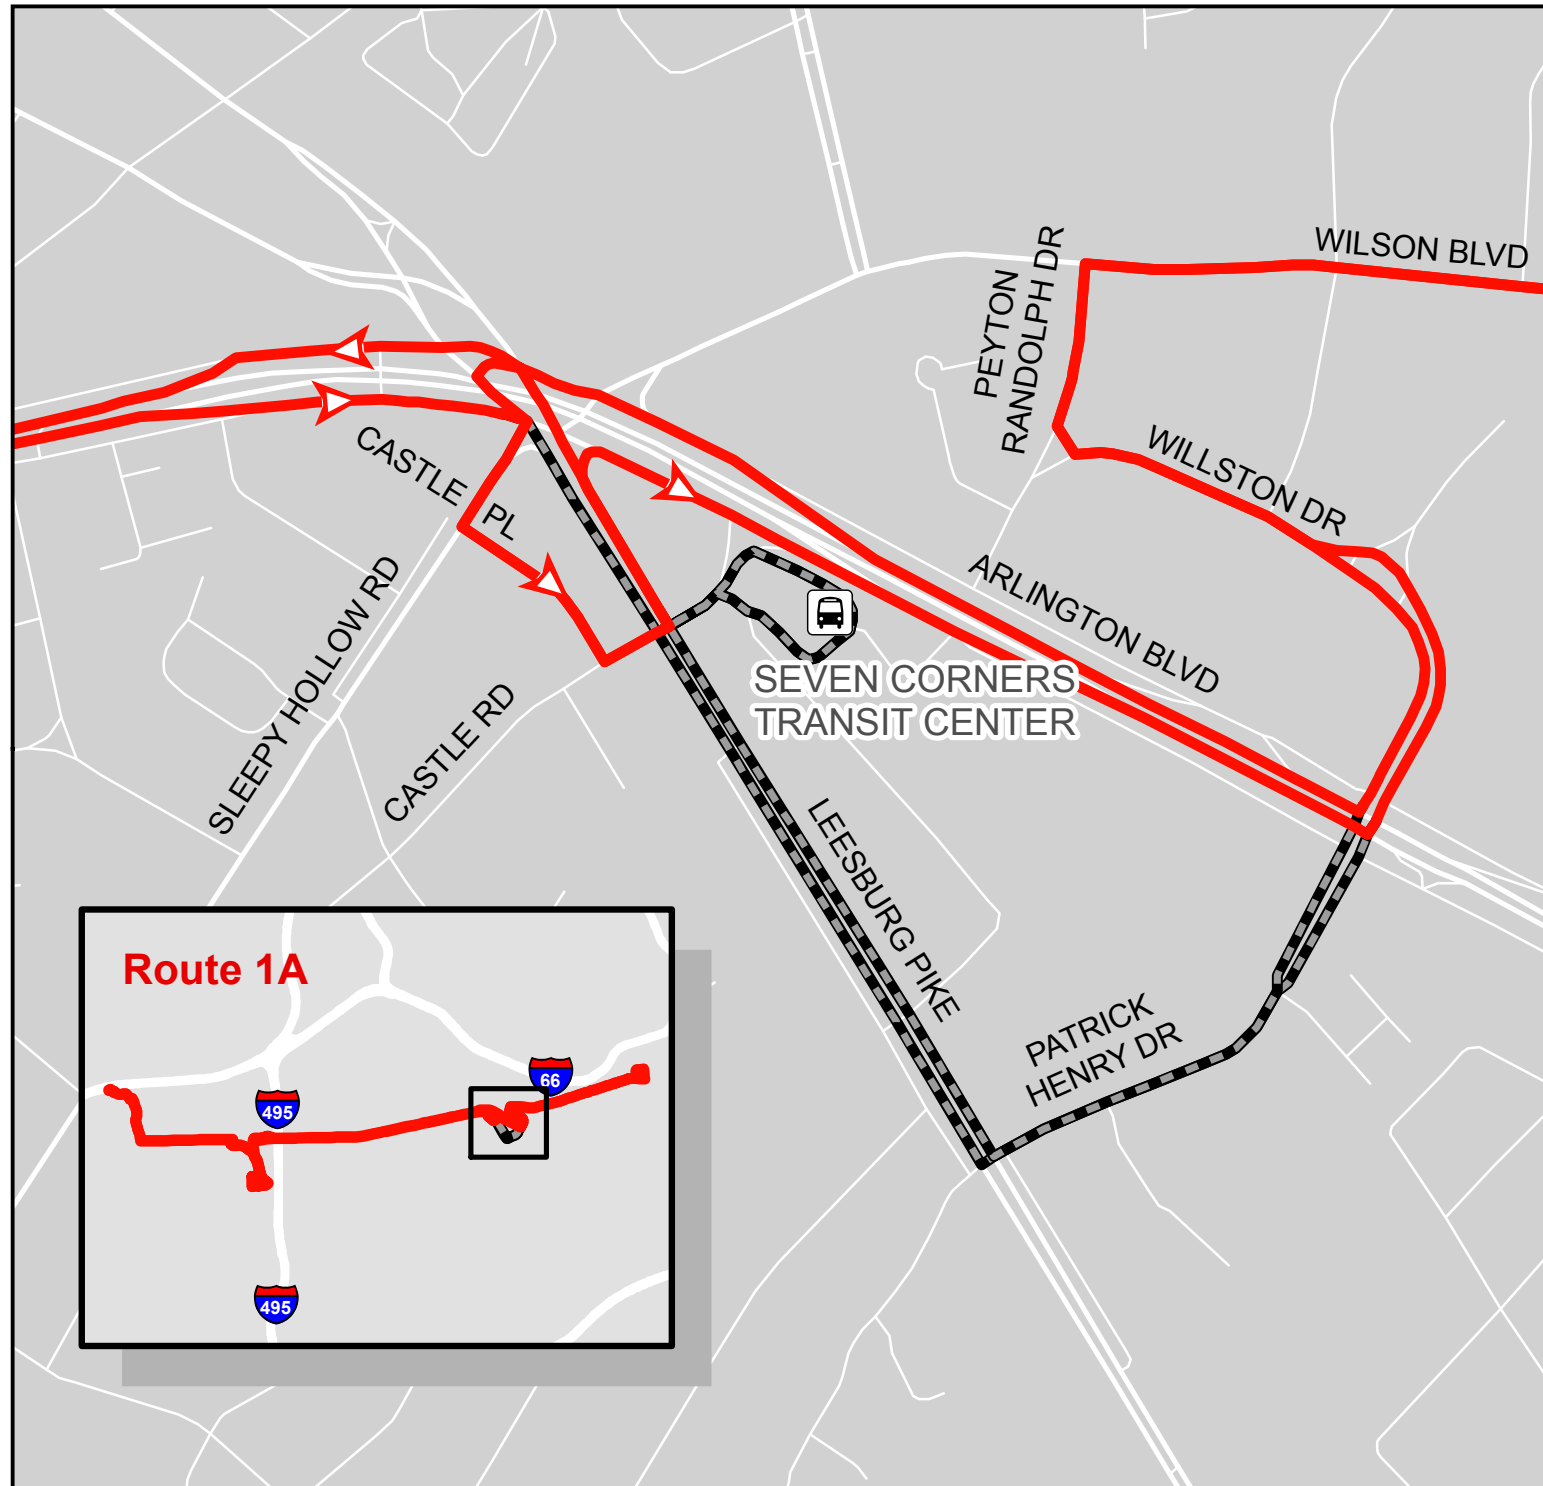 WILSON BLVD
PEYTON
RANDOLPH DR
WILLSTON DR
CASTLE PL
ARLINGTON BLVD
SLEEPY HOLLOW RD
SEVEN CORNERS
TRANSIT CENTER
CASTLE RD
LEESBURG PIKE
PATRICK
HENRY DR
Route 1A
66
495
495